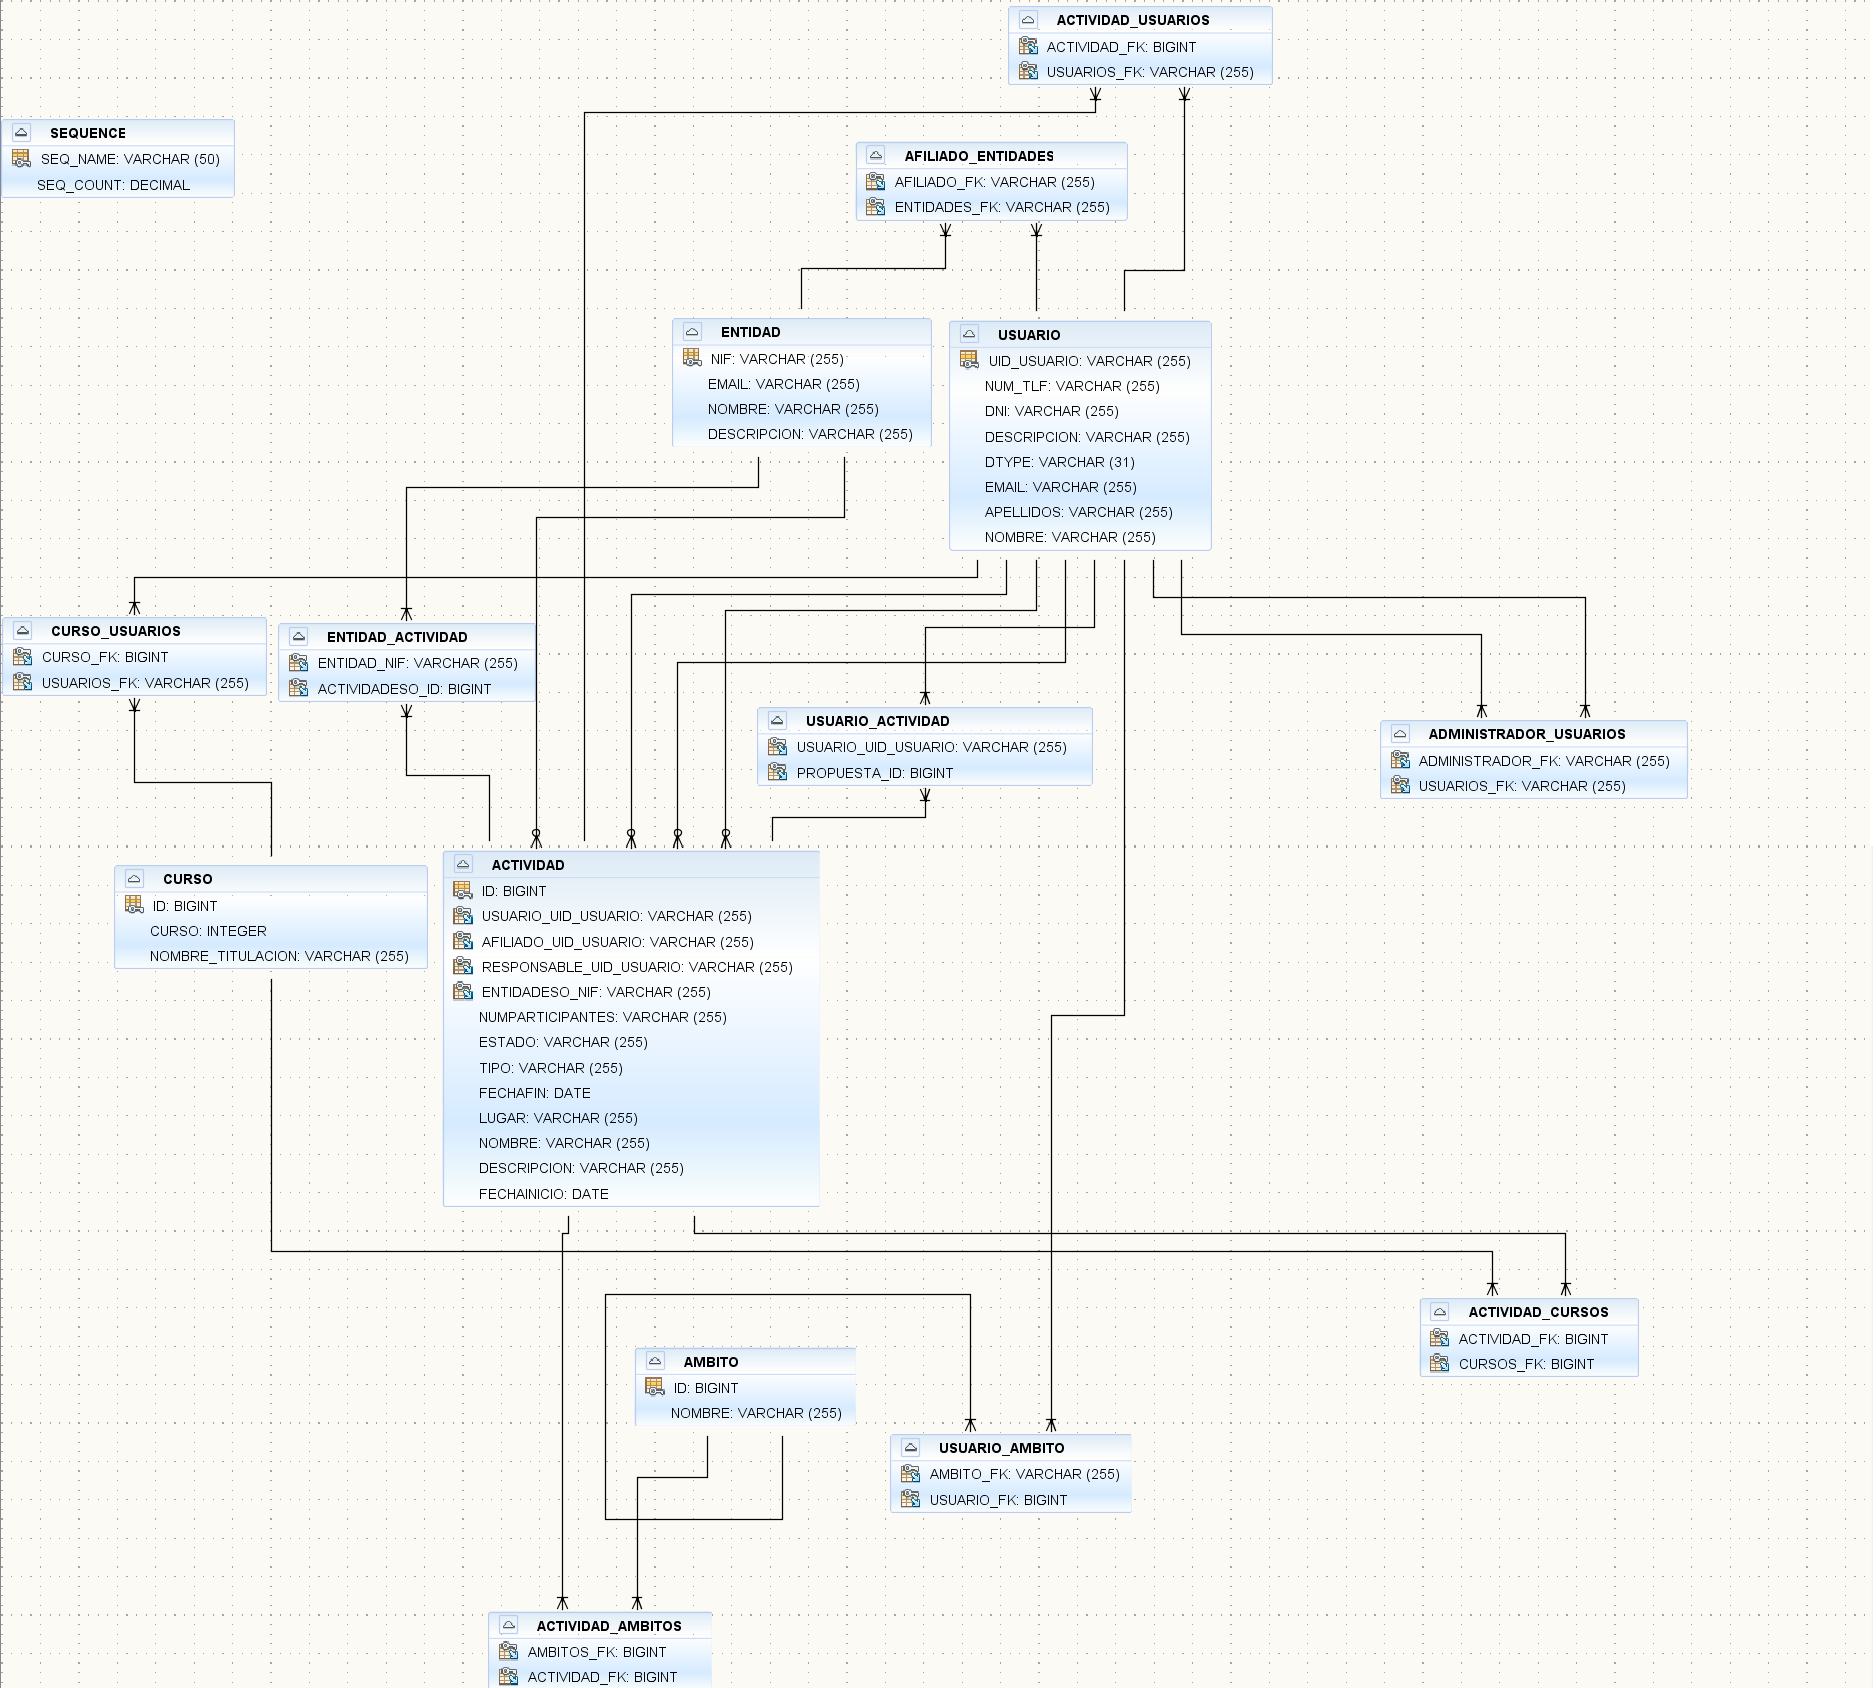 ACTIVIDAD_USUARIOS
ACTIVIDAD_FK: BIGINT
USUARIOS_FK: VARCHAR (255)
SEQUENCE
SEQ_NAME: VARCHAR (50)
SEQ_COUNT: DECIMAL
AFILIADO_ENTIDADES
AFILIADO_FK: VARCHAR (255)
ENTIDADES_FK: VARCHAR (255)
ENTIDAD
NIF: VARCHAR (255)
EMAIL: VARCHAR (255)
NOMBRE: VARCHAR (255)
DESCRIPCION: VARCHAR (255)
USUARIO
UID_USUARIO: VARCHAR (255)
NUM_TLF: VARCHAR (255)
DNI: VARCHAR (255)
DESCRIPCION: VARCHAR (255)
DTYPE: VARCHAR (31)
EMAIL: VARCHAR (255)
APELLIDOS: VARCHAR (255)
NOMBRE: VARCHAR (255)
CURSO_USUARIOS
CURSO_FK: BIGINT
USUARIOS_FK: VARCHAR (255)
ENTIDAD_ACTIVIDAD
ENTIDAD_NIF: VARCHAR (255)
ACTIVIDADESO_ID: BIGINT
USUARIO_ACTIVIDAD
USUARIO_UID_USUARIO: VARCHAR (255)
PROPUESTA_ID: BIGINT
ADMINISTRADOR_USUARIOS
ADMINISTRADOR_FK: VARCHAR (255)
USUARIOS_FK: VARCHAR (255)
CURSO
ID: BIGINT
CURSO: INTEGER
NOMBRE_TITULACION: VARCHAR (255)
ACTIVIDAD
ID: BIGINT
USUARIO_UID_USUARIO: VARCHAR (255)
AFILIADO_UID_USUARIO: VARCHAR (255)
RESPONSABLE_UID_USUARIO: VARCHAR (255)
ENTIDADESO_NIF: VARCHAR (255)
NUMPARTICIPANTES: VARCHAR (255)
ESTADO: VARCHAR (255)
TIPO: VARCHAR (255)
FECHAFIN: DATE
LUGAR: VARCHAR (255)
NOMBRE: VARCHAR (255)
DESCRIPCION: VARCHAR (255)
FECHAINICIO: DATE
ACTIVIDAD_CURSOS
ACTIVIDAD_FK: BIGINT
CURSOS_FK: BIGINT
AMBITO
ID: BIGINT
NOMBRE: VARCHAR (255)
USUARIO_AMBITO
AMBITO_FK: VARCHAR (255)
USUARIO_FK: BIGINT
ACTIVIDAD_AMBITOS
AMBITOS_FK: BIGINT
ACTIVIDAD_FK: BIGINT